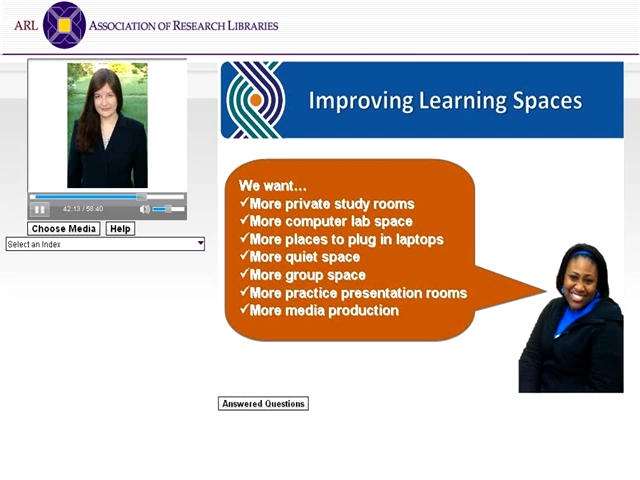 ARL ASSOCIATION OF RESEARCH LIBRARIES
Improving Learning Spaces
We want…
✓More private study rooms
✓More computer lab space
✓More places to plug in laptops
✓More quiet space
✓More group space
✓More practice presentation rooms
✓More media production
42:13 / 58:40
Choose Media Help
Select an Index
Answered Questions